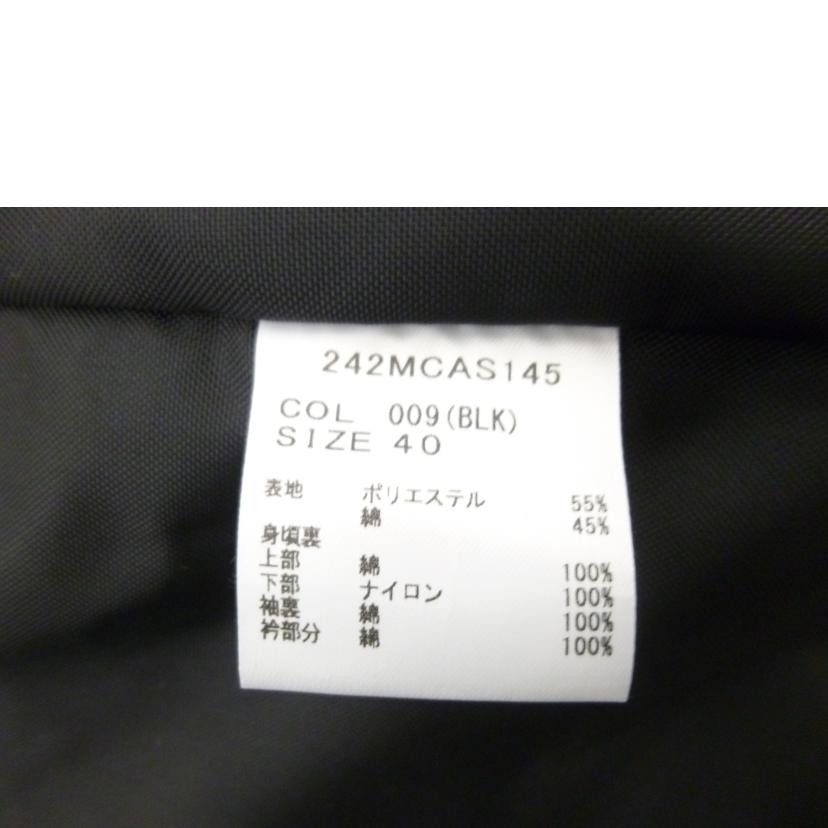 242MCAS145
COL 009(BLK)
SIZE 40
表地 ポリエステル 55%
綿 45%
身頃裏
上部 綿 100%
下部 ナイロン 100%
袖裏 綿 100%
衿部分 綿 100%